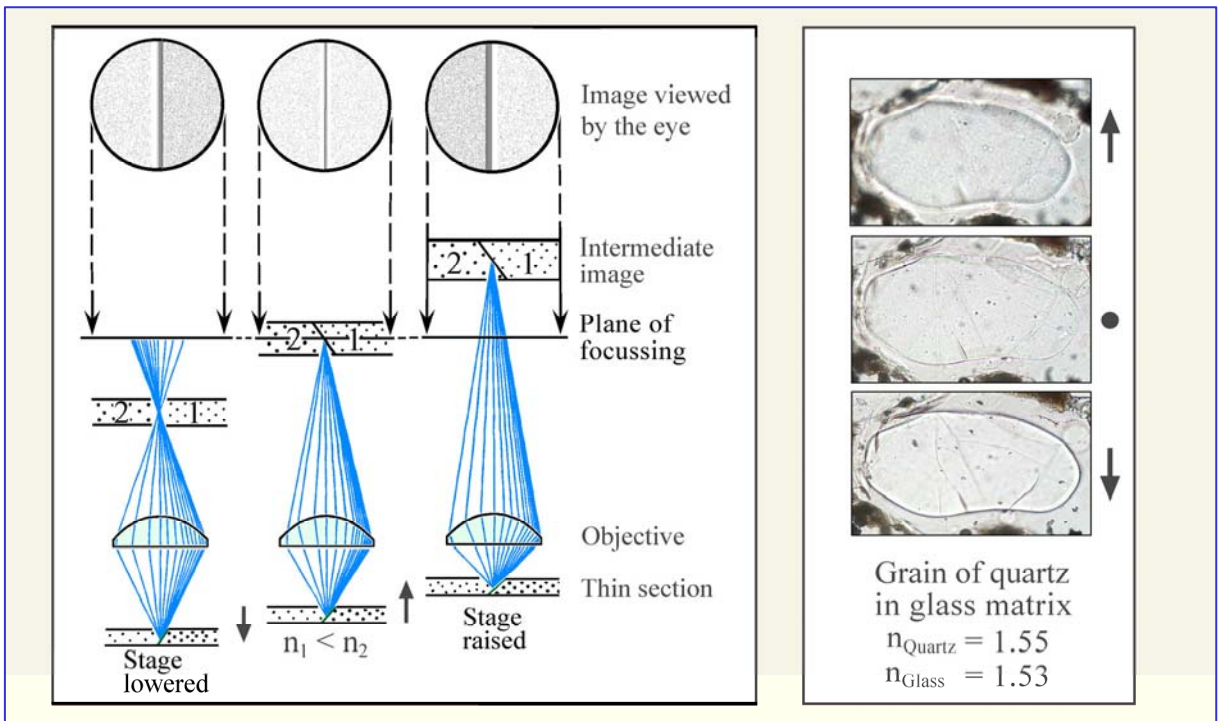 Image viewed
by the eye
Intermediate
image
2 1
Plane of
focussing
2 1
2 1
Objective
Thin section
Stage
raised
n₁ < n₂
Stage
lowered
Grain of quartz
in glass matrix
nQuartz = 1.55
nGlass = 1.53